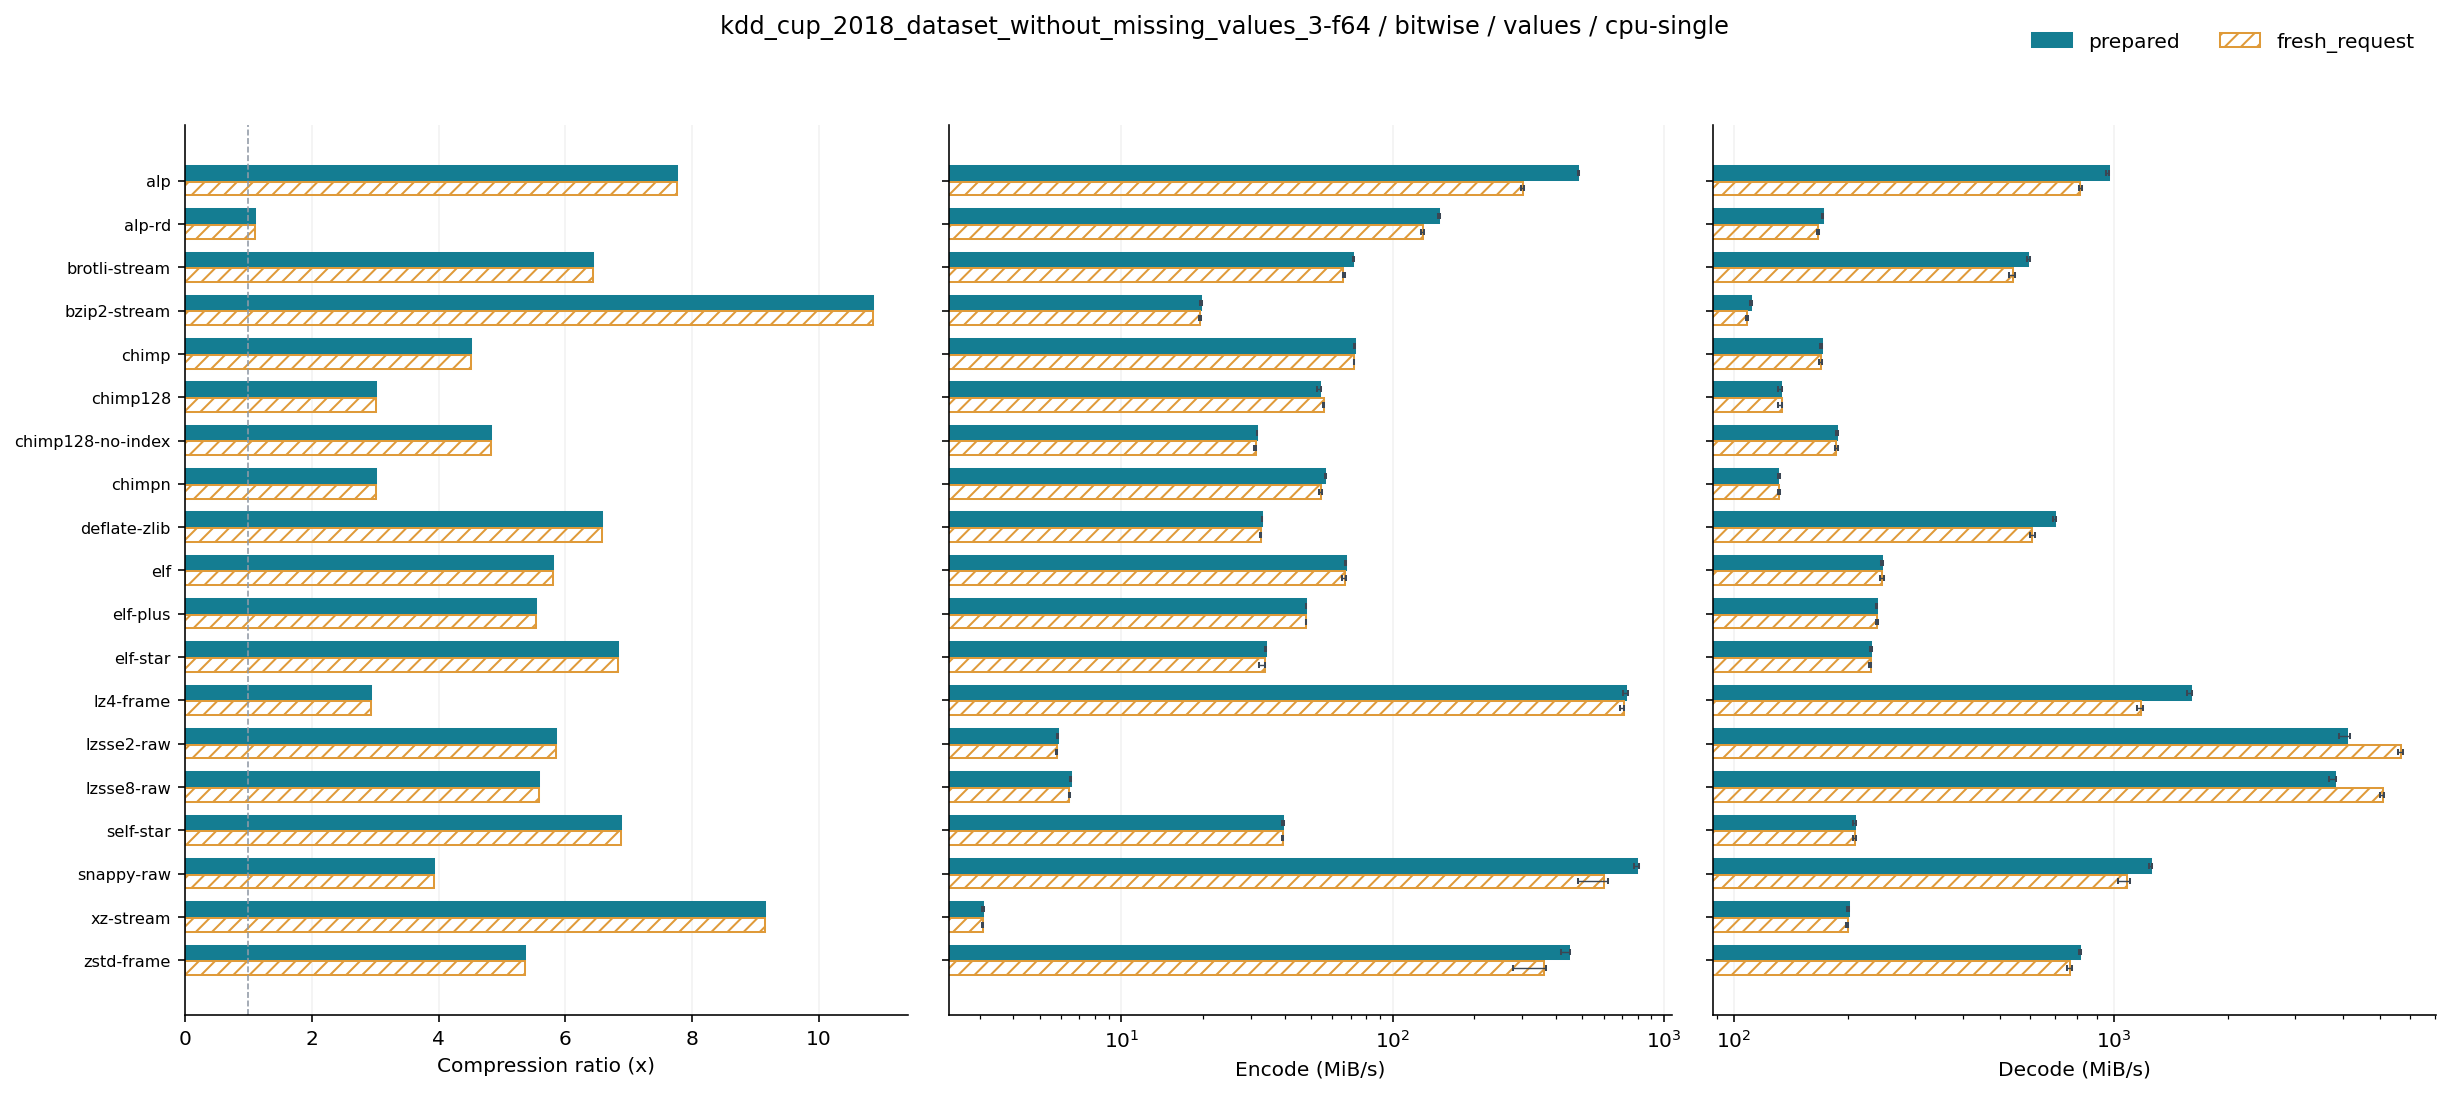 kdd_cup_2018_dataset_without_missing_values_3-f64 / bitwise / values / cpu-single
prepared
fresh_request
alp
alp-rd
brotli-stream
bzip2-stream
chimp
chimp128
chimp128-no-index
chimpn
deflate-zlib
elf
elf-plus
elf-star
lz4-frame
lzsse2-raw
lzsse8-raw
self-star
snappy-raw
xz-stream
zstd-frame
0 2 4 6 8 10
Compression ratio (x)
10¹ 10² 10³
Encode (MiB/s)
10² 10³
Decode (MiB/s)